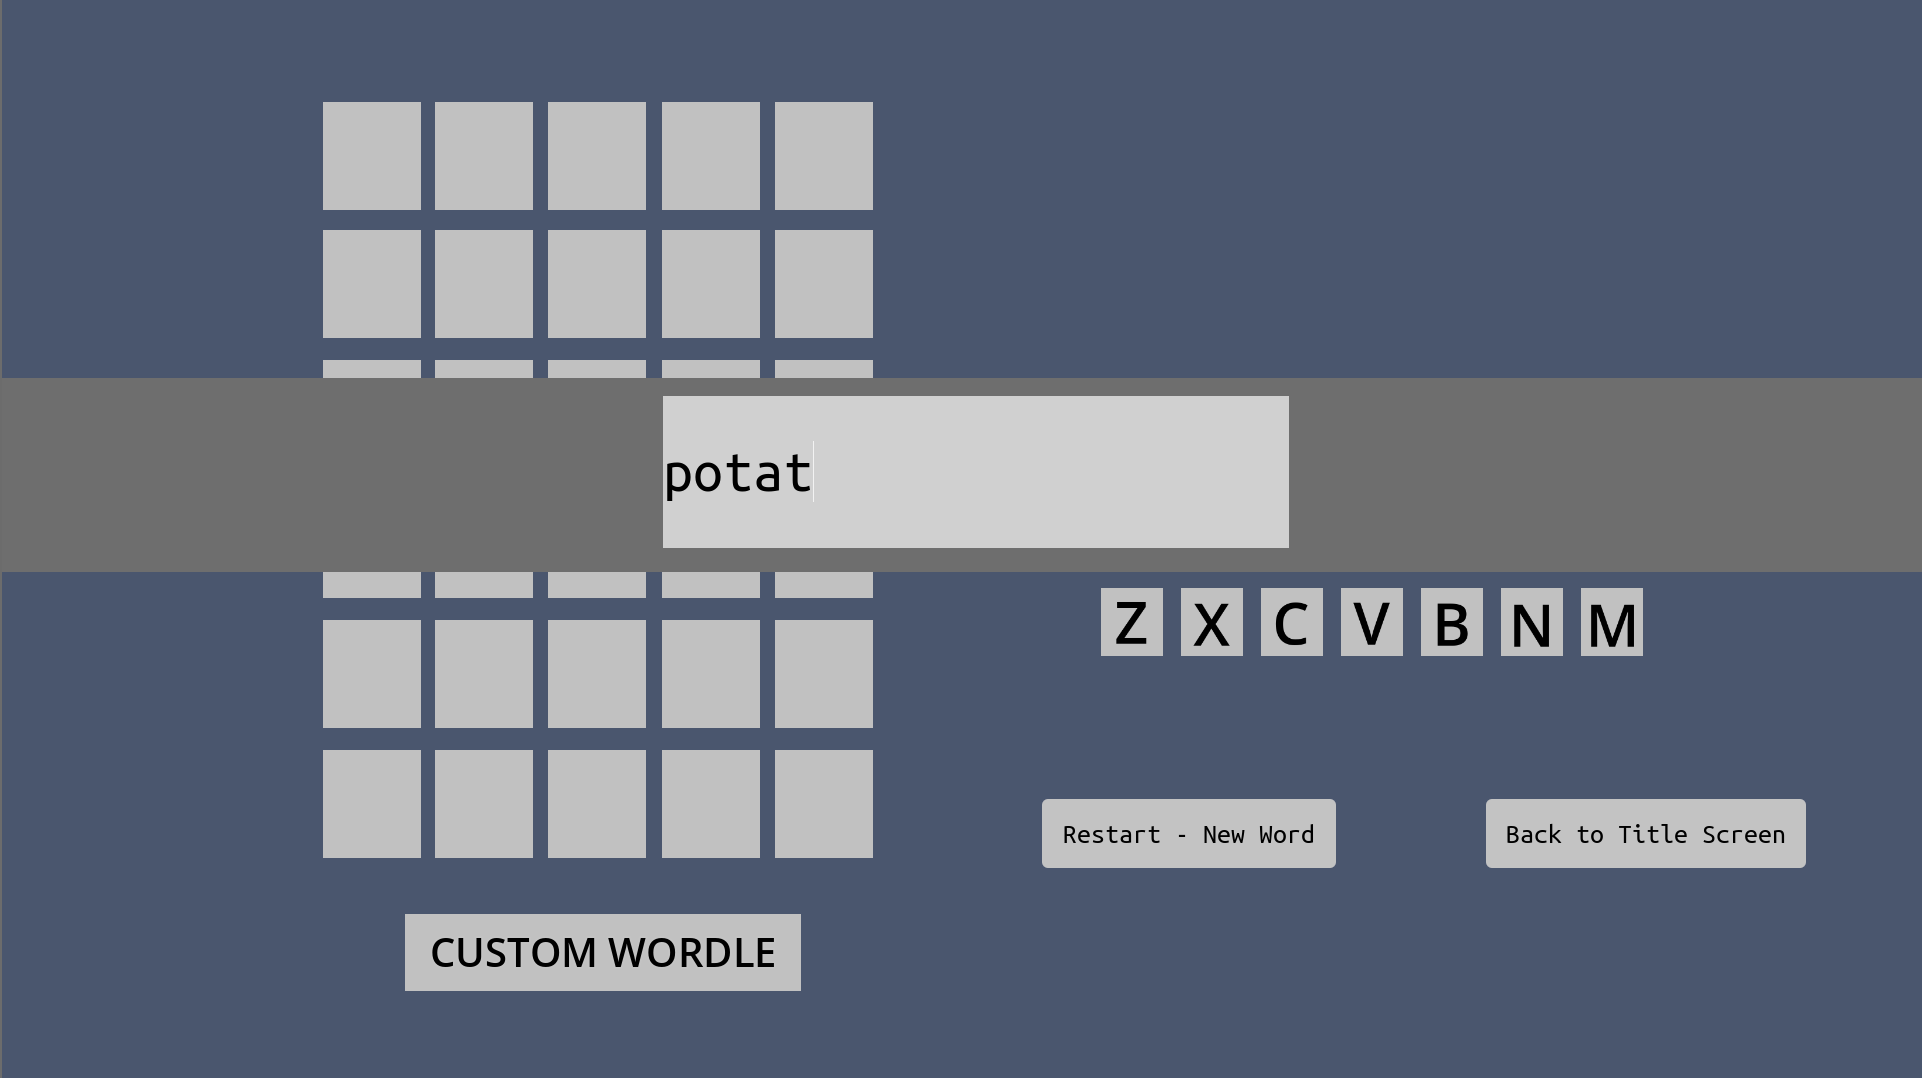 potat
Z X C V B N M
Restart - New Word
Back to Title Screen
CUSTOM WORDLE